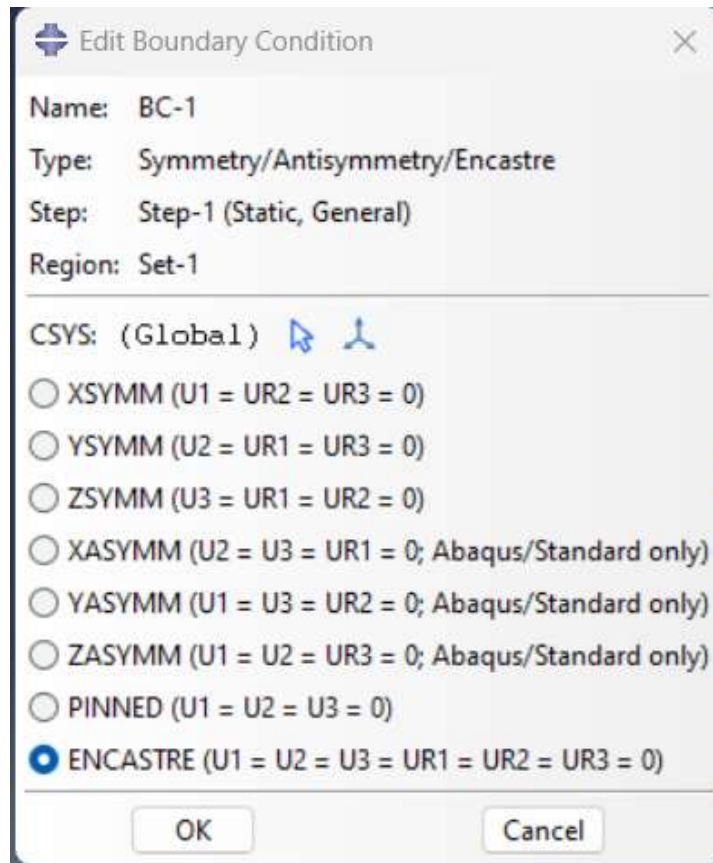 Edit Boundary Condition
Name: BC-1
Type: Symmetry/Antisymmetry/Encastre
Step: Step-1 (Static, General)
Region: Set-1
CSYS: (Global)
XSYMM (U1 = UR2 = UR3 = 0)
YSYMM (U2 = UR1 = UR3 = 0)
ZSYMM (U3 = UR1 = UR2 = 0)
XASYMM (U2 = U3 = UR1 = 0; Abaqus/Standard only)
YASYMM (U1 = U3 = UR2 = 0; Abaqus/Standard only)
ZASYMM (U1 = U2 = UR3 = 0; Abaqus/Standard only)
PINNED (U1 = U2 = U3 = 0)
ENCASTRE (U1 = U2 = U3 = UR1 = UR2 = UR3 = 0)
OK Cancel